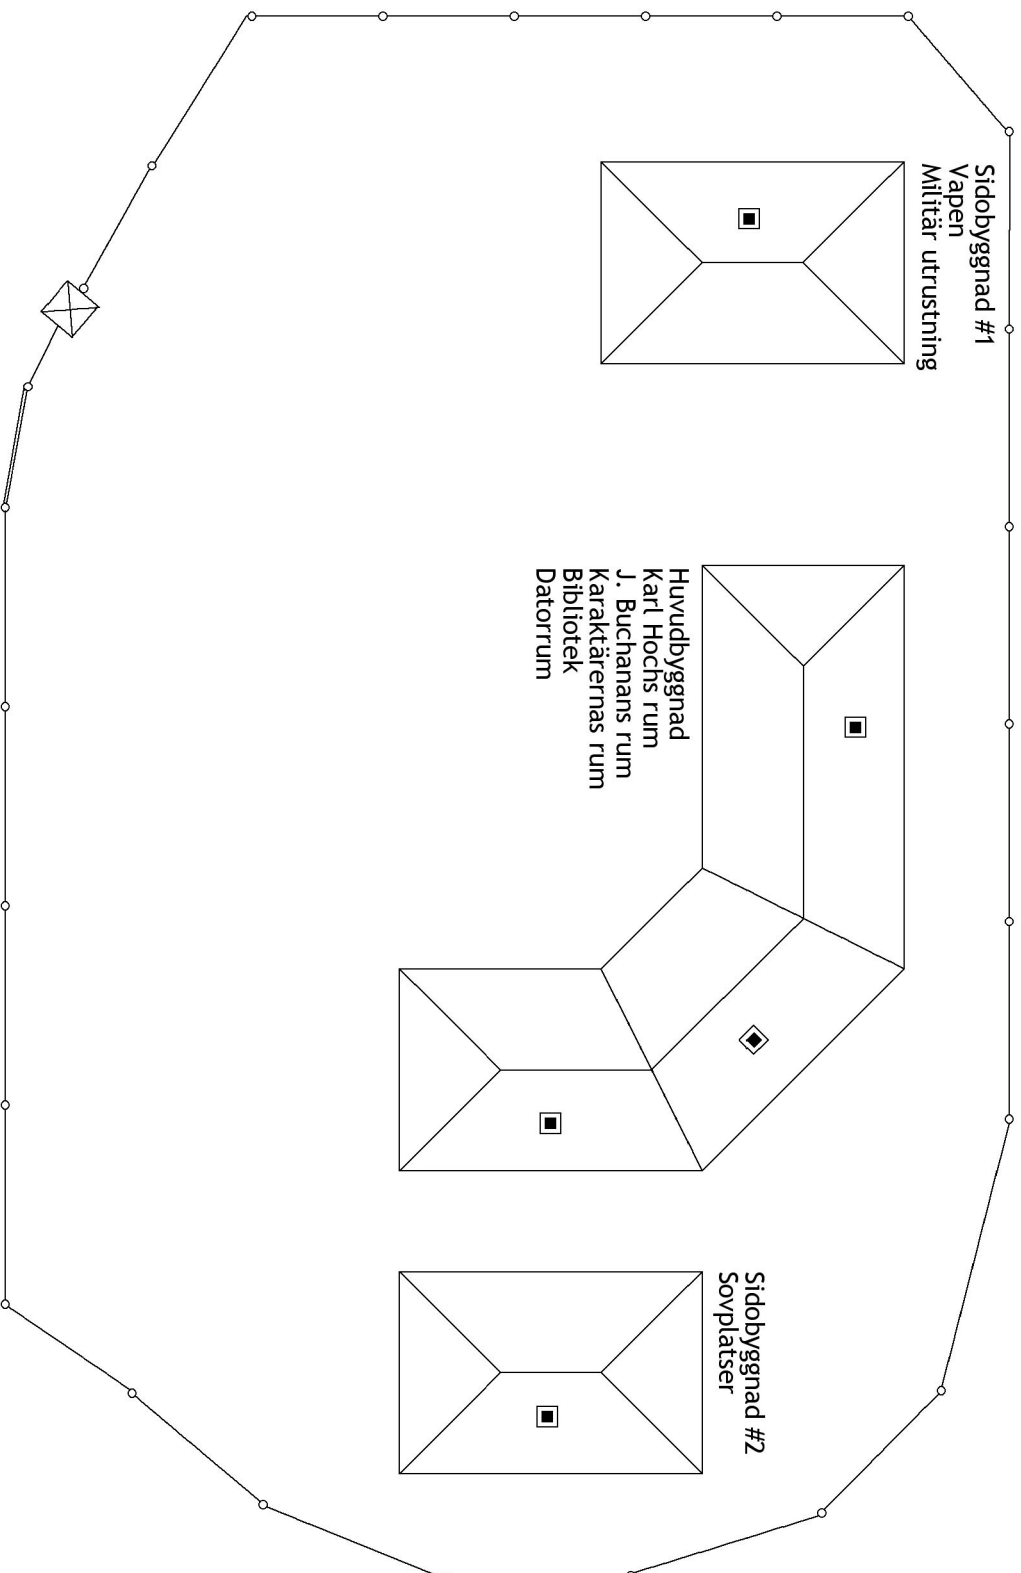 Sidobyggnad #1
Vapen
Militär utrustning
Huvudbyggnad
Karl Hochs rum
J. Buchanans rum
Karaktärernas rum
Bibliotek
Datorrum
Sidobyggnad #2
Sovplatser